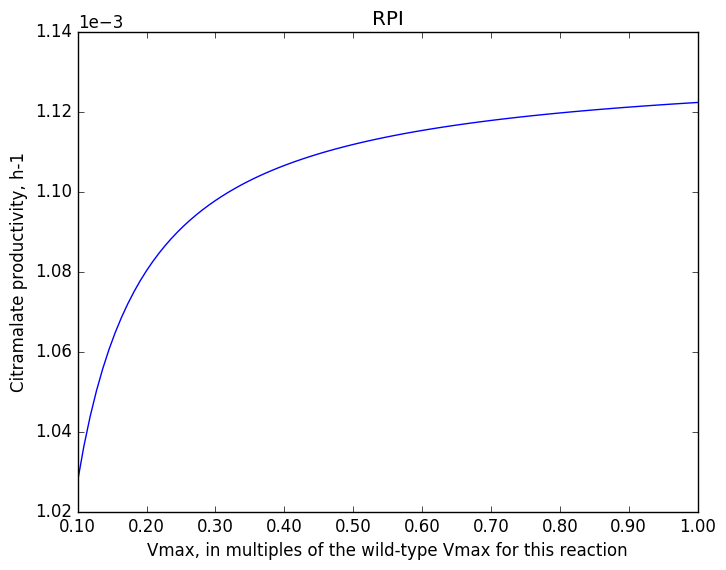 RPI
1e−3
1.14
1.12
1.10
1.08
1.06
1.04
1.02
Citramalate productivity, h-1
0.10 0.20 0.30 0.40 0.50 0.60 0.70 0.80 0.90 1.00
Vmax, in multiples of the wild-type Vmax for this reaction